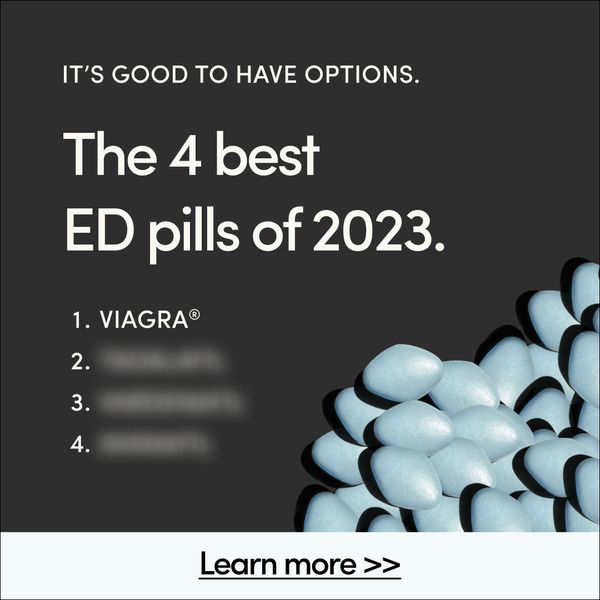 IT'S GOOD TO HAVE OPTIONS.
The 4 best
ED pills of 2023.
1. VIAGRA®
2.
3.
4.
Learn more >>